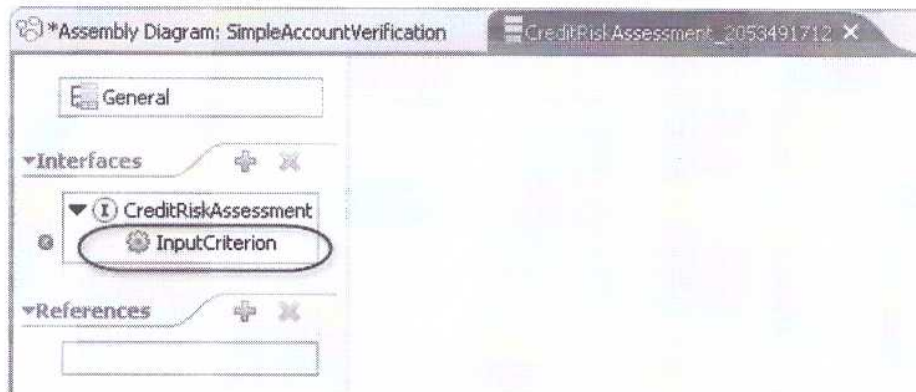 *Assembly Diagram: SimpleAccountVerification
CreditRiskAssessment_2053491712
General
Interfaces
CreditRiskAssessment
InputCriterion
References